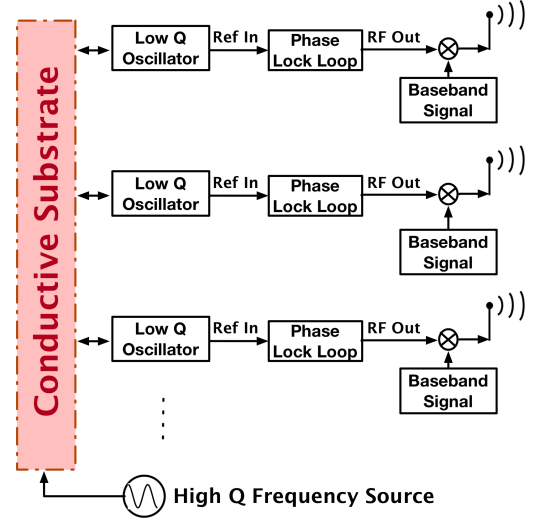 Conductive Substrate
Low Q
Oscillator
Ref In
Phase
Lock Loop
RF Out
Baseband
Signal
Low Q
Oscillator
Ref In
Phase
Lock Loop
RF Out
Baseband
Signal
Low Q
Oscillator
Ref In
Phase
Lock Loop
RF Out
Baseband
Signal
High Q Frequency Source